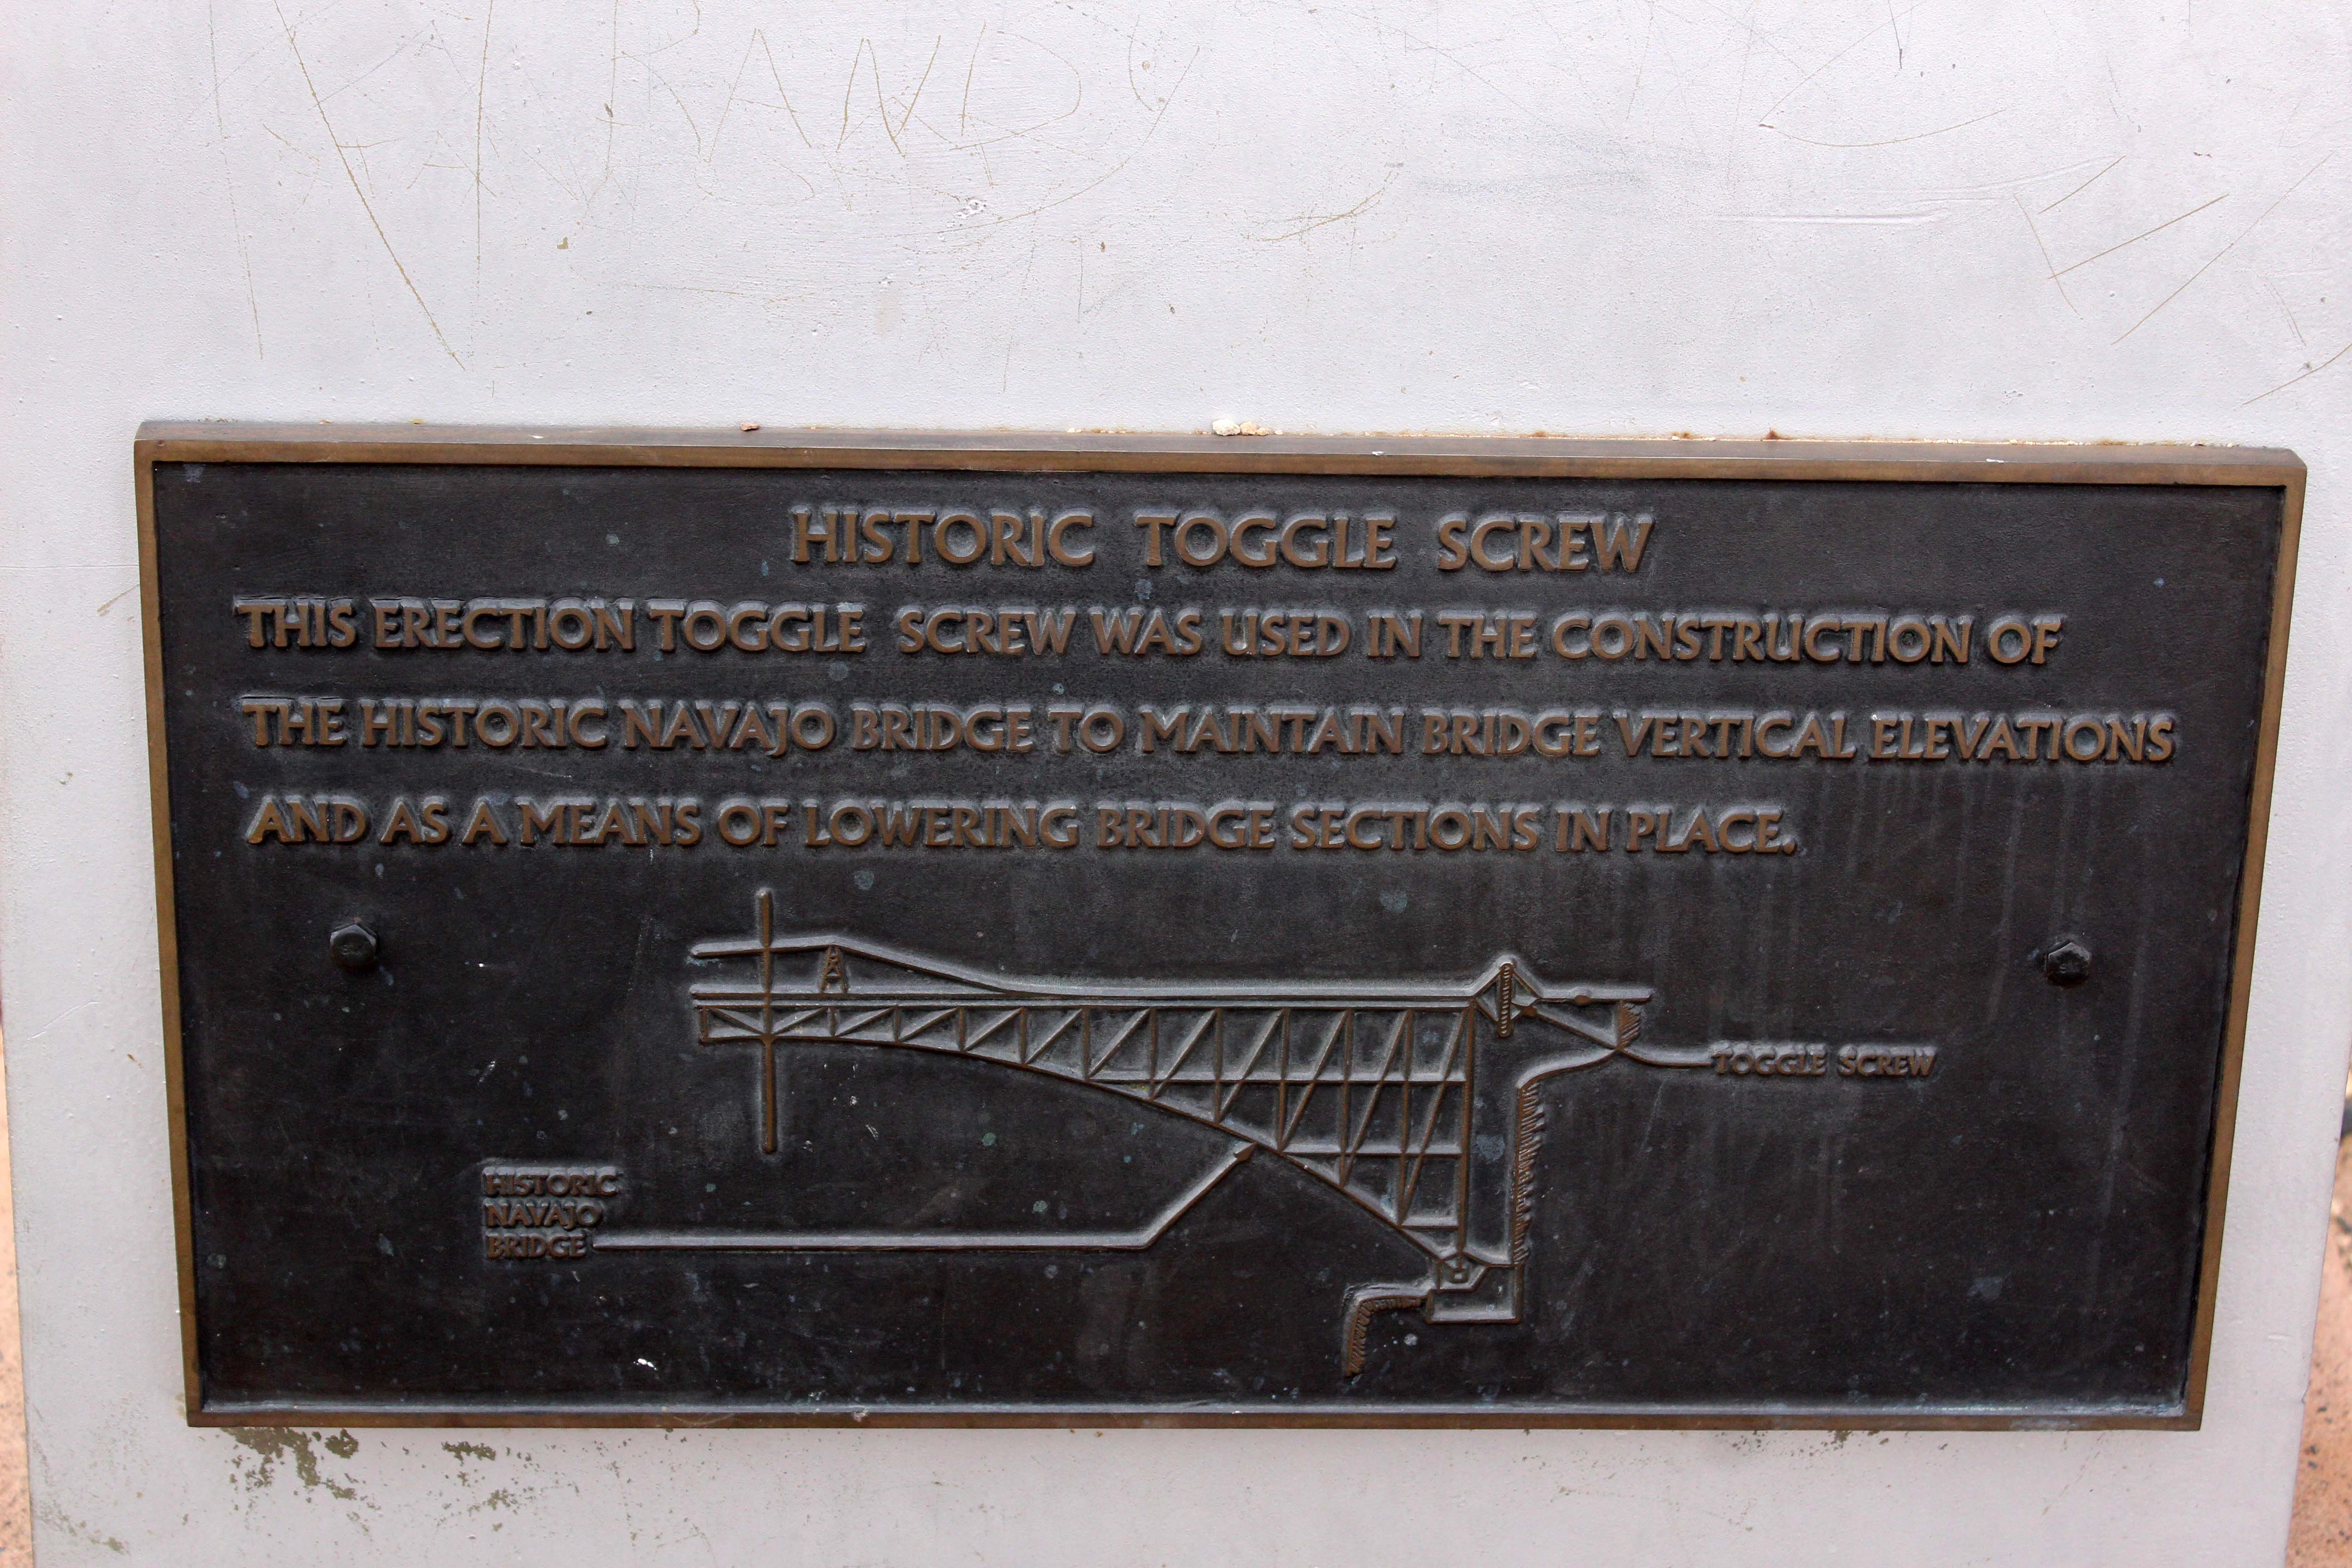 RANDY
HISTORIC TOGGLE SCREW
THIS ERECTION TOGGLE SCREW WAS USED IN THE CONSTRUCTION OF
THE HISTORIC NAVAJO BRIDGE TO MAINTAIN BRIDGE VERTICAL ELEVATIONS
AND AS A MEANS OF LOWERING BRIDGE SECTIONS IN PLACE.
TOGGLE SCREW
HISTORIC
NAVAJO
BRIDGE